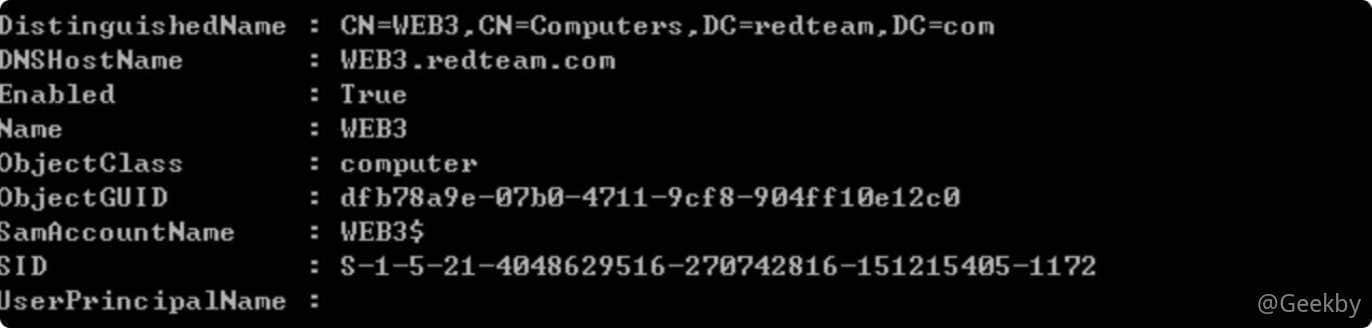 DistinguishedName : CN=WEB3,CN=Computers,DC=redteam,DC=com
DNSHostName : WEB3.redteam.com
Enabled : True
Name : WEB3
ObjectClass : computer
ObjectGUID : dfb78a9e-07b0-4711-9cf8-904ff10e12c0
SamAccountName : WEB3$
SID : S-1-5-21-4048629516-270742816-151215405-1172
UserPrincipalName :
@Geekby